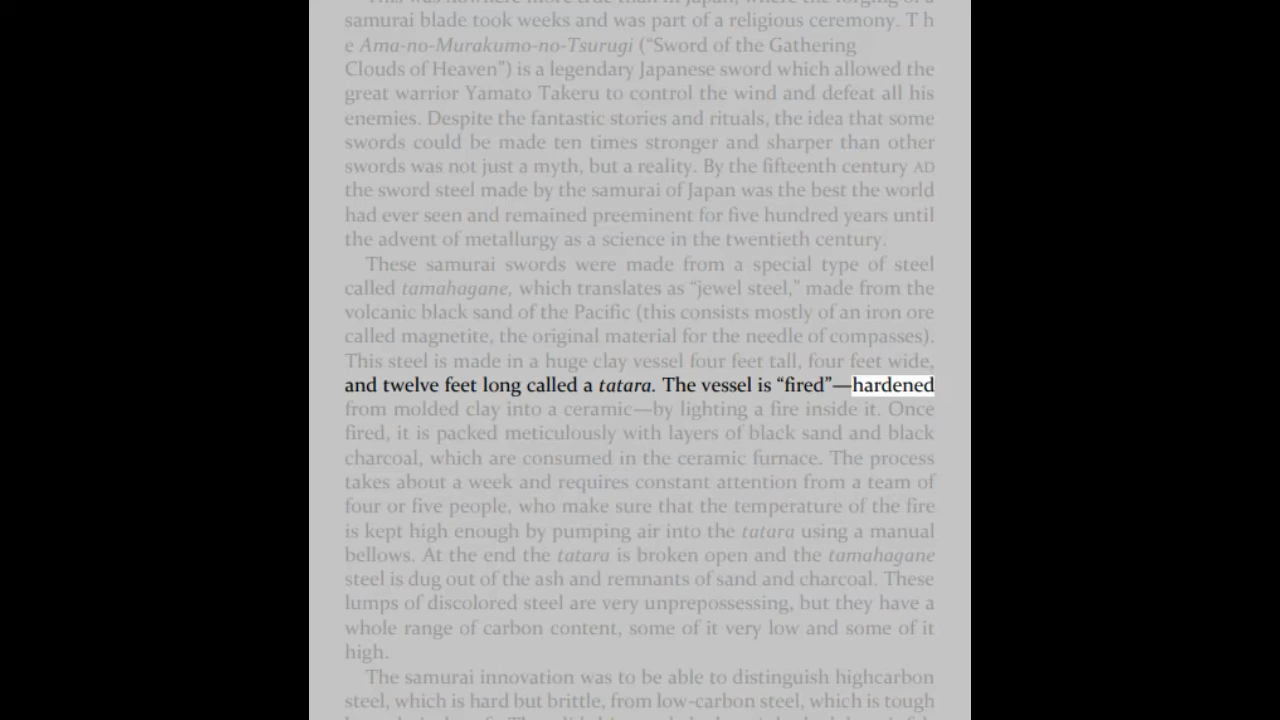 This was nowhere more true than in Japan, where the forging of a
samurai blade took weeks and was part of a religious ceremony. T h
e Ama-no-Murakumo-no-Tsurugi (“Sword of the Gathering
Clouds of Heaven”) is a legendary Japanese sword which allowed the
great warrior Yamato Takeru to control the wind and defeat all his
enemies. Despite the fantastic stories and rituals, the idea that some
swords could be made ten times stronger and sharper than other
swords was not just a myth, but a reality. By the fifteenth century AD
the sword steel made by the samurai of Japan was the best the world
had ever seen and remained preeminent for five hundred years until
the advent of metallurgy as a science in the twentieth century.
These samurai swords were made from a special type of steel
called tamahagane, which translates as “jewel steel,” made from the
volcanic black sand of the Pacific (this consists mostly of an iron ore
called magnetite, the original material for the needle of compasses).
This steel is made in a huge clay vessel four feet tall, four feet wide,
and twelve feet long called a tatara. The vessel is “fired”—hardened
from molded clay into a ceramic—by lighting a fire inside it. Once
fired, it is packed meticulously with layers of black sand and black
charcoal, which are consumed in the ceramic furnace. The process
takes about a week and requires constant attention from a team of
four or five people, who make sure that the temperature of the fire
is kept high enough by pumping air into the tatara using a manual
bellows. At the end the tatara is broken open and the tamahagane
steel is dug out of the ash and remnants of sand and charcoal. These
lumps of discolored steel are very unprepossessing, but they have a
whole range of carbon content, some of it very low and some of it
high.
The samurai innovation was to be able to distinguish highcarbon
steel, which is hard but brittle, from low-carbon steel, which is tough